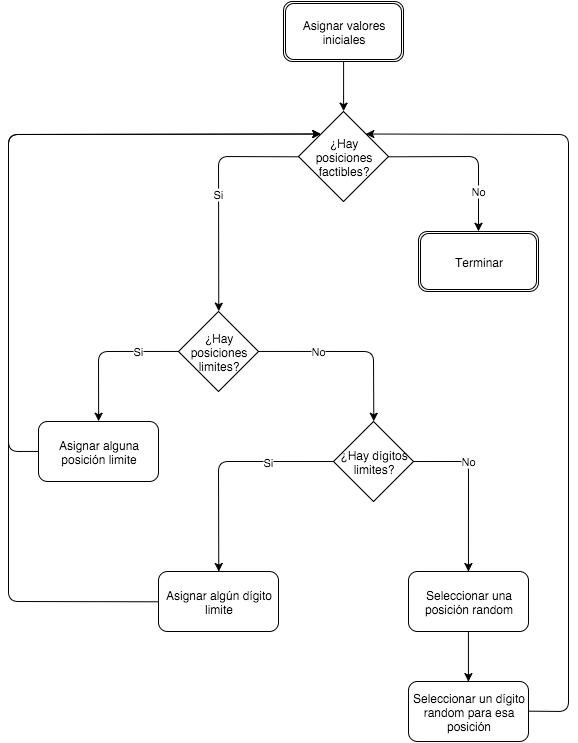 Asignar valores
iniciales
¿Hay
posiciones
factibles?
Si
No
Terminar
¿Hay
posiciones
limites?
Si
No
Asignar alguna
posición limite
¿Hay dígitos
limites?
Si
No
Asignar algún dígito
limite
Seleccionar una
posición random
Seleccionar un dígito
random para esa
posición